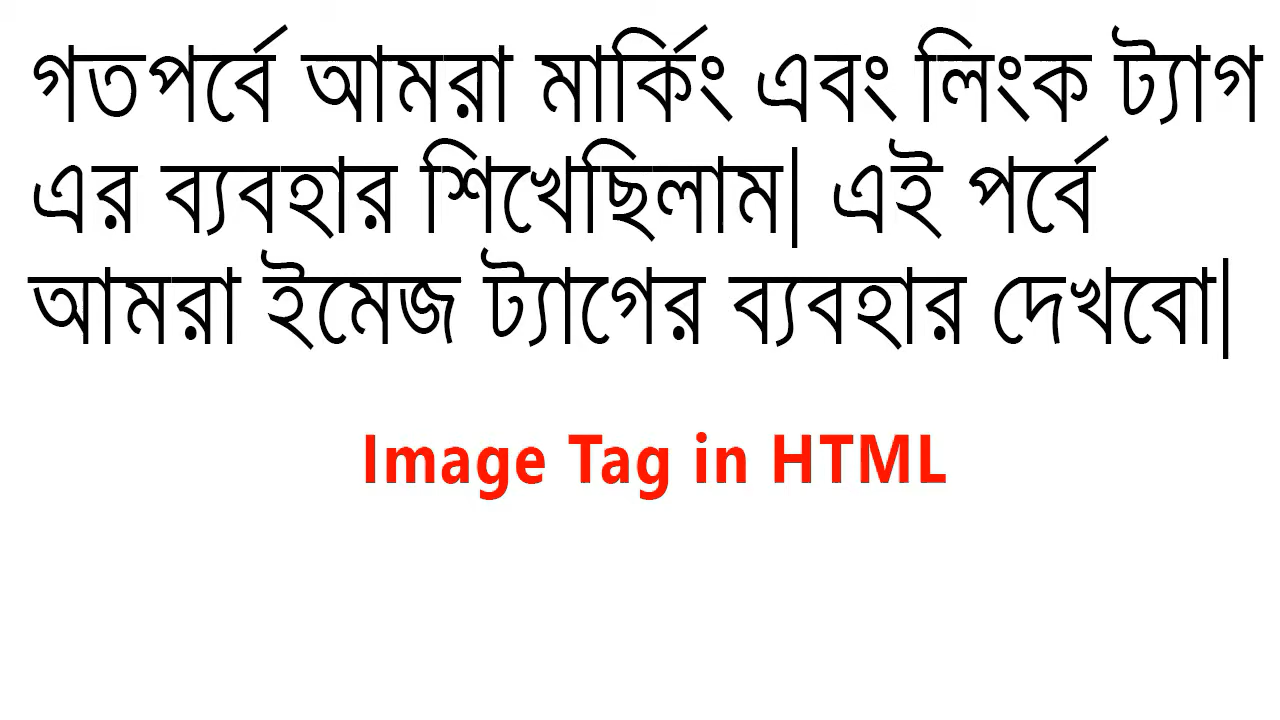 গতপর্বে আমরা মার্কিং এবং লিংক ট্যাগ
এর ব্যবহার শিখেছিলাম| এই পর্বে
আমরা ইমেজ ট্যাগের ব্যবহার দেখবো|
Image Tag in HTML